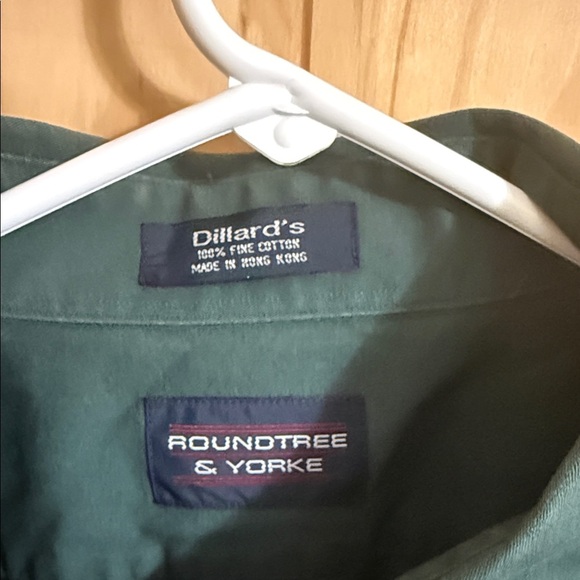 Dillard's
100% FINE COTTON
MADE IN HONG KONG
ROUNDTREE
& YORKE